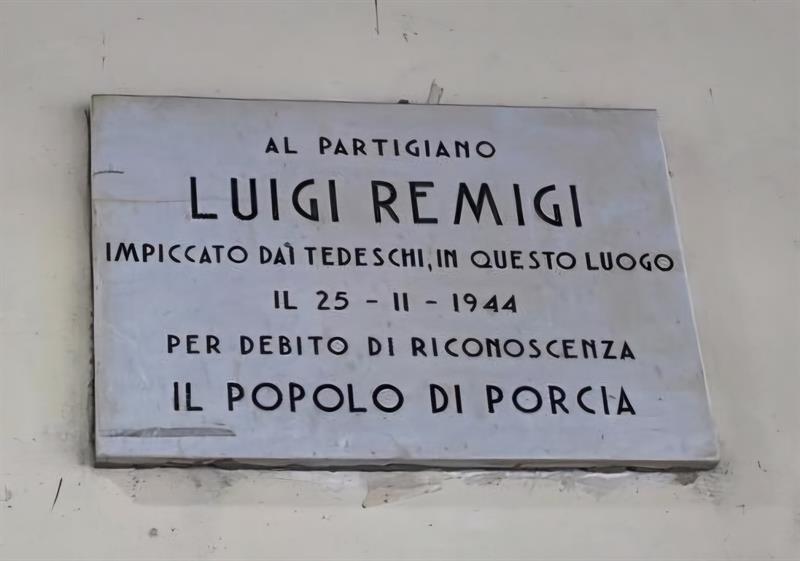 AL PARTIGIANO
LUIGI REMIGI
IMPICCATO DAÌ TEDESCHI, IN QUESTO LUOGO
IL 25 - 11 - 1944
PER DEBITO DI RICONOSCENZA
IL POPOLO DI PORCIA